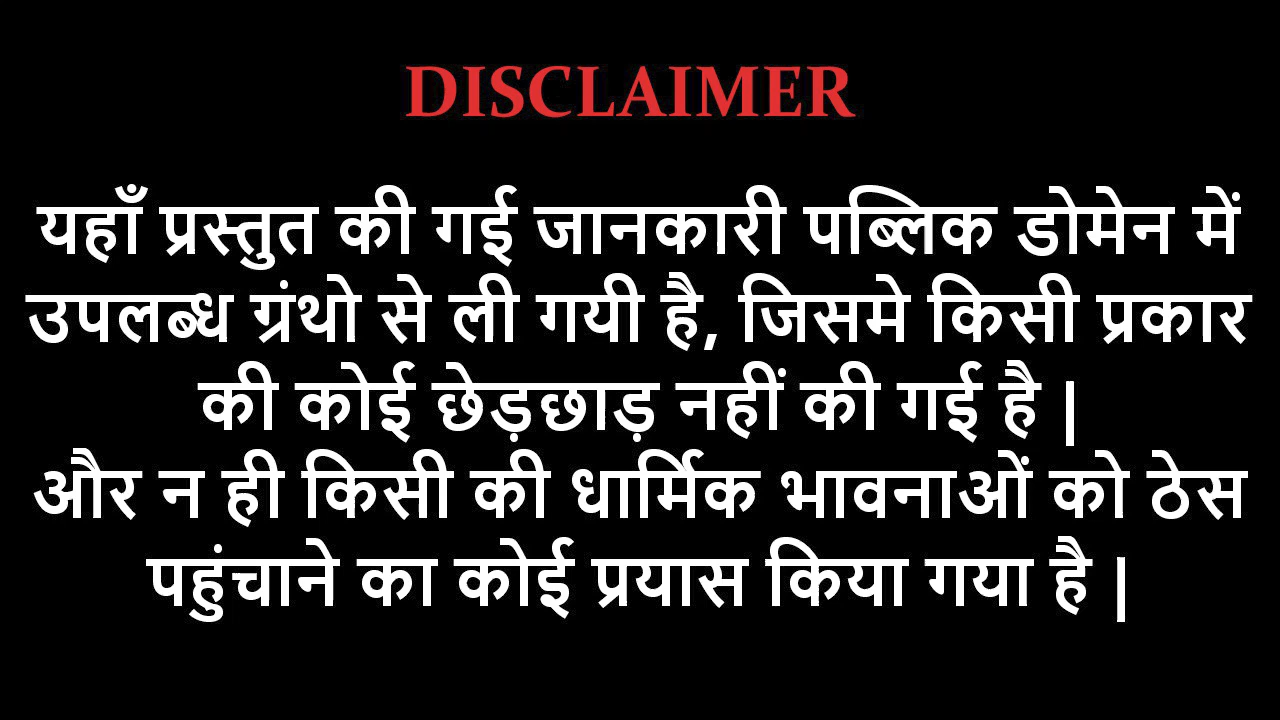 DISCLAIMER
यहाँ प्रस्तुत की गई जानकारी पब्लिक डोमेन में
उपलब्ध ग्रंथो से ली गयी है, जिसमे किसी प्रकार
की कोई छेड़छाड़ नहीं की गई है |
और न ही किसी की धार्मिक भावनाओं को ठेस
पहुंचाने का कोई प्रयास किया गया है |